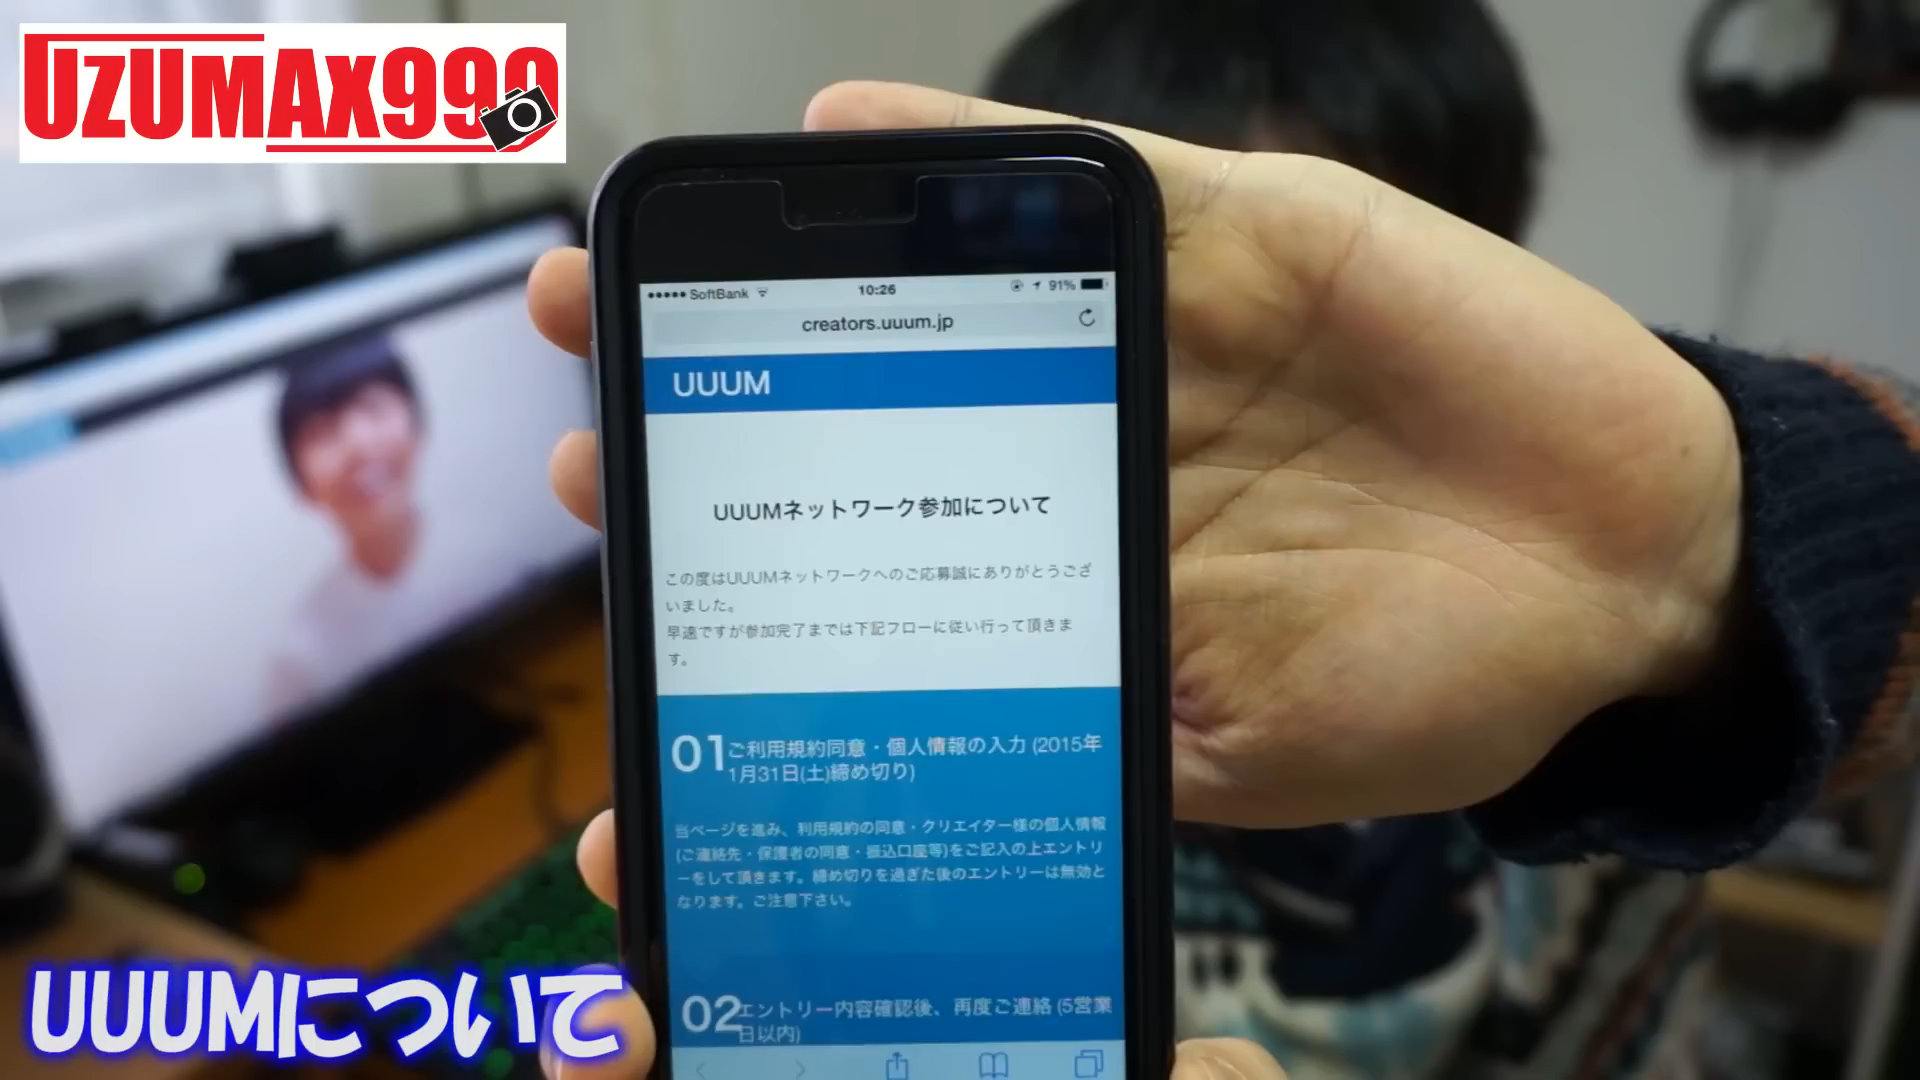 UZUMAX999
SoftBank 10:26 91%
creators.uuum.jp
UUUM
UUUMネットワーク参加について
この度はUUUMネットワークへのご応募誠にありがとうござ
いました。
早速ですが参加完了までは下記フローに従い行って頂きま
す。
01ご利用規約同意・個人情報の入力 (2015年
1月31日(土)締め切り)
当ページを進み、利用規約の同意・クリエイター様の個人情報
(ご連絡先・保護者の同意・振込口座等)をご記入の上エントリ
ーをして頂きます。締め切りを過ぎた後のエントリーは無効と
なります。ご注意下さい。
02エントリー内容確認後、再度ご連絡 (5営業
日以内)
UUUMについて